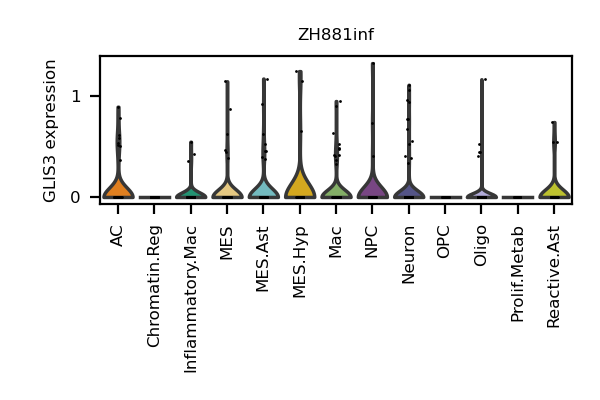 ZH881inf
GLIS3 expression
1
0
AC
Chromatin.Reg
Inflammatory.Mac
MES
MES.Ast
MES.Hyp
Mac
NPC
Neuron
OPC
Oligo
Prolif.Metab
Reactive.Ast